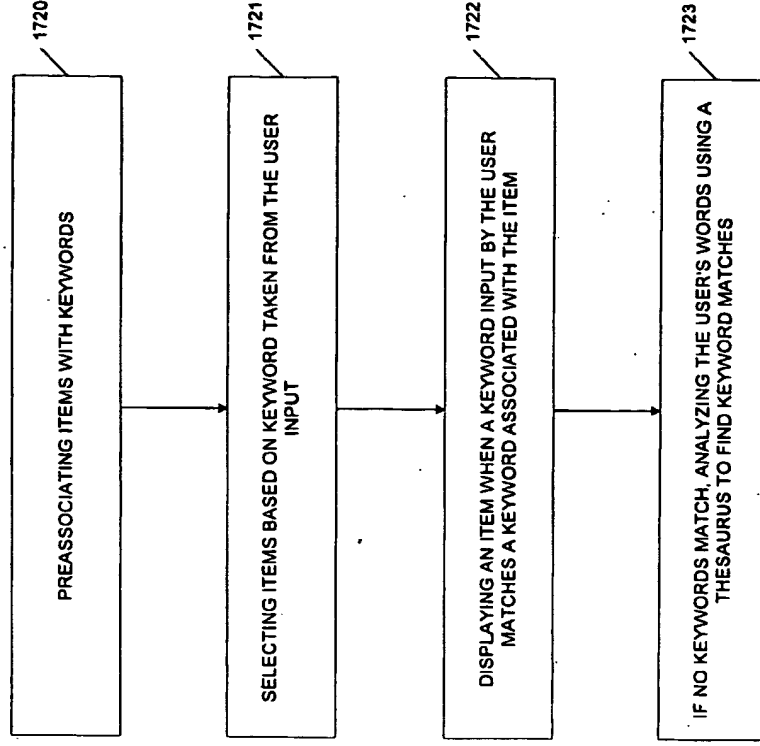 1720
PREASSOCIATING ITEMS WITH KEYWORDS
1721
SELECTING ITEMS BASED ON KEYWORD TAKEN FROM THE USER
INPUT
1722
DISPLAYING AN ITEM WHEN A KEYWORD INPUT BY THE USER
MATCHES A KEYWORD ASSOCIATED WITH THE ITEM
1723
IF NO KEYWORDS MATCH, ANALYZING THE USER'S WORDS USING A
THESAURUS TO FIND KEYWORD MATCHES